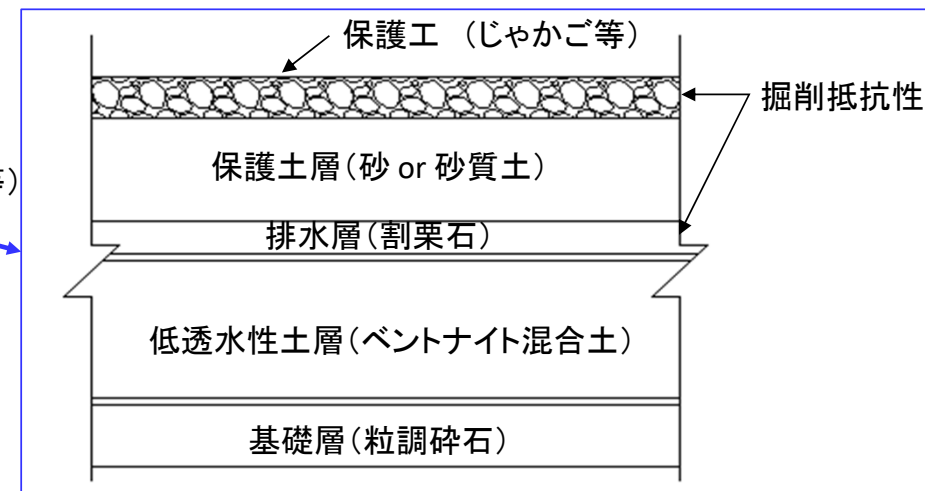 保護工 （じゃかご等）
掘削抵抗性
保護土層（砂 or 砂質土）
等）
排水層（割栗石）
低透水性土層（ベントナイト混合土）
基礎層（粒調砕石）